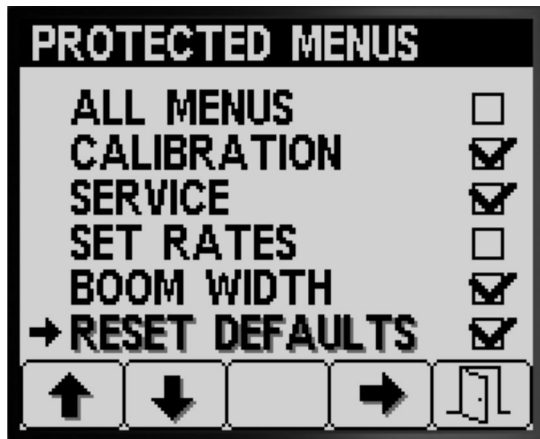 PROTECTED MENUS
ALL MENUS
CALIBRATION
SERVICE
SET RATES
BOOM WIDTH
RESET DEFAULTS